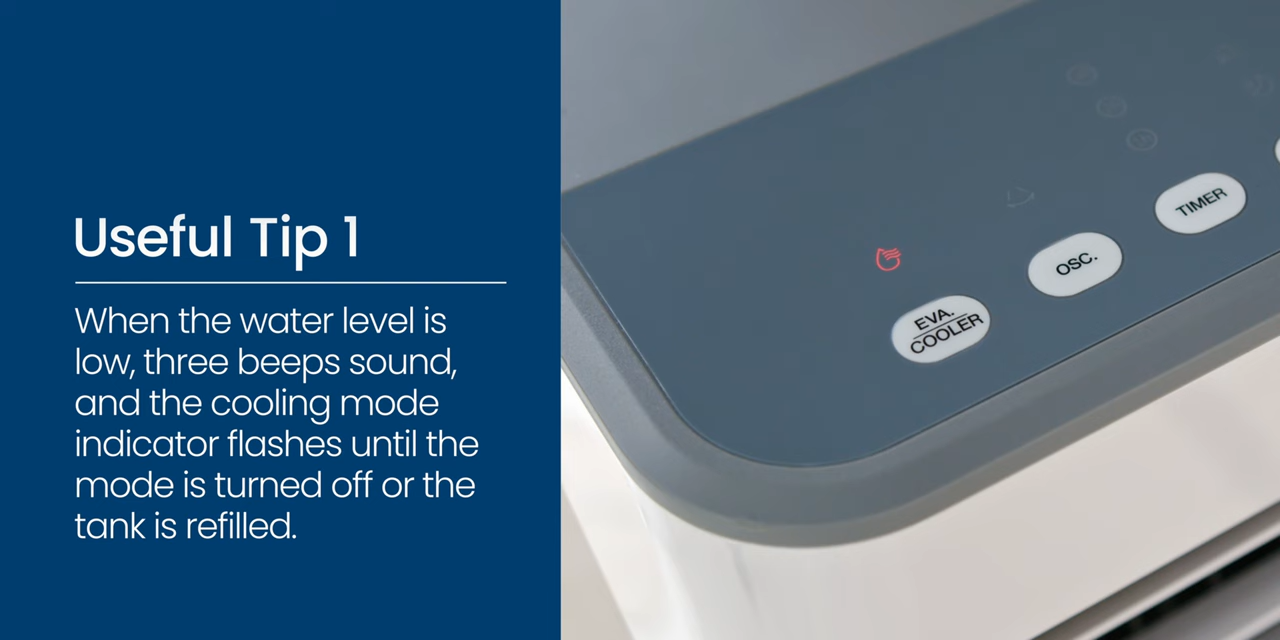 Useful Tip 1
When the water level is
low, three beeps sound,
and the cooling mode
indicator flashes until the
mode is turned off or the
tank is refilled.
EVA.
COOLER
OSC.
TIMER